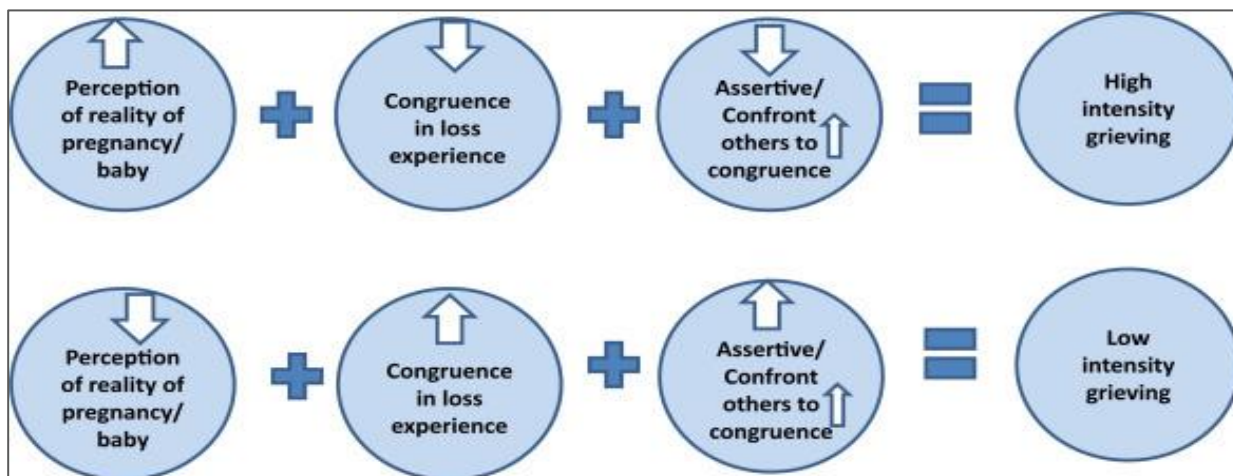 Perception
of reality of
pregnancy/
baby
Congruence
in loss
experience
Assertive/
Confront
others to
congruence
High
intensity
grieving
Perception
of reality of
pregnancy/
baby
Congruence
in loss
experience
Assertive/
Confront
others to
congruence
Low
intensity
grieving